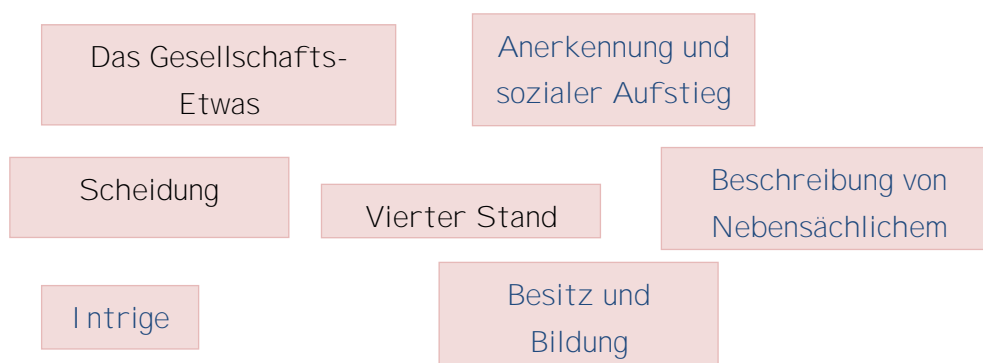 Das Gesellschafts-
Etwas
Anerkennung und
sozialer Aufstieg
Scheidung
Vierter Stand
Beschreibung von
Nebensächlichem
Intrige
Besitz und
Bildung